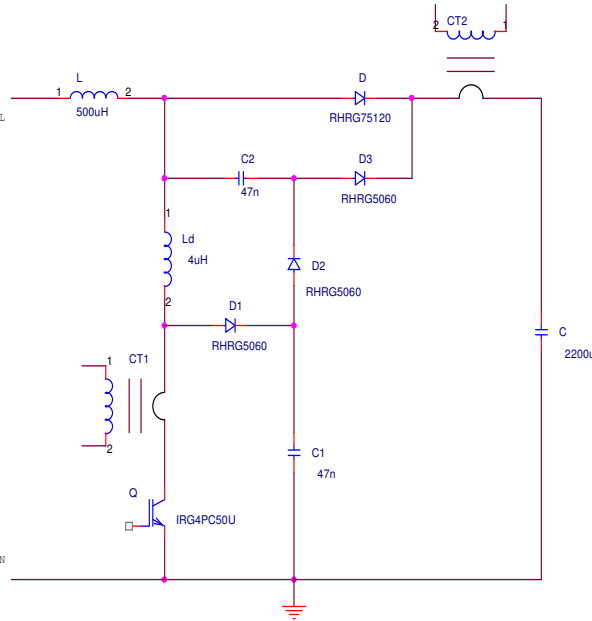 2 CT2 1
L D
1 2
500uH
RHRG75120
L
C2 D3
47n
RHRG5060
1
Ld
4uH
D2
2
RHRG5060
D1
RHRG5060
C
2200u
1 CT1
2
C1
47n
Q
IRG4PC50U
N